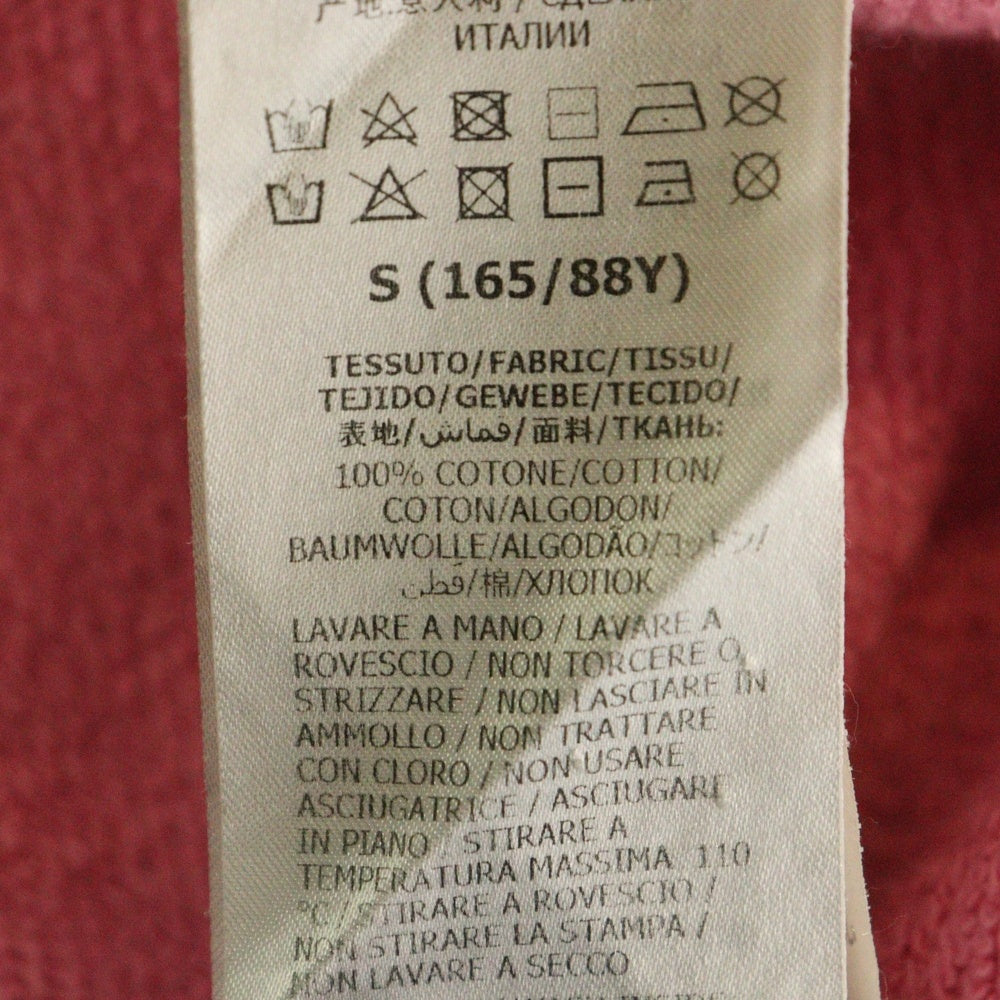 ИТАЛИИ
S (165/88Y)
TESSUTO/FABRIC/TISSU/
TEJIDO/GEWEBE/TECIDO/
表地/قماش/面料/ТКАНЬ:
100% COTONE/COTTON/
COTON/ALGODON/
BAUMWOLLE/ALGODÃO/コットン/
قطن/棉/ХЛОПОК
LAVARE A MANO / LAVARE A
ROVESCIO / NON TORCERE O
STRIZZARE / NON LASCIARE IN
AMMOLLO / NON TRATTARE
CON CLORO / NON USARE
ASCIUGATRICE / ASCIUGARE
IN PIANO STIRARE A
TEMPERATURA MASSIMA 110
°C / STIRARE A ROVESCIO /
NON STIRARE LA STAMPA /
NON LAVARE A SECCO